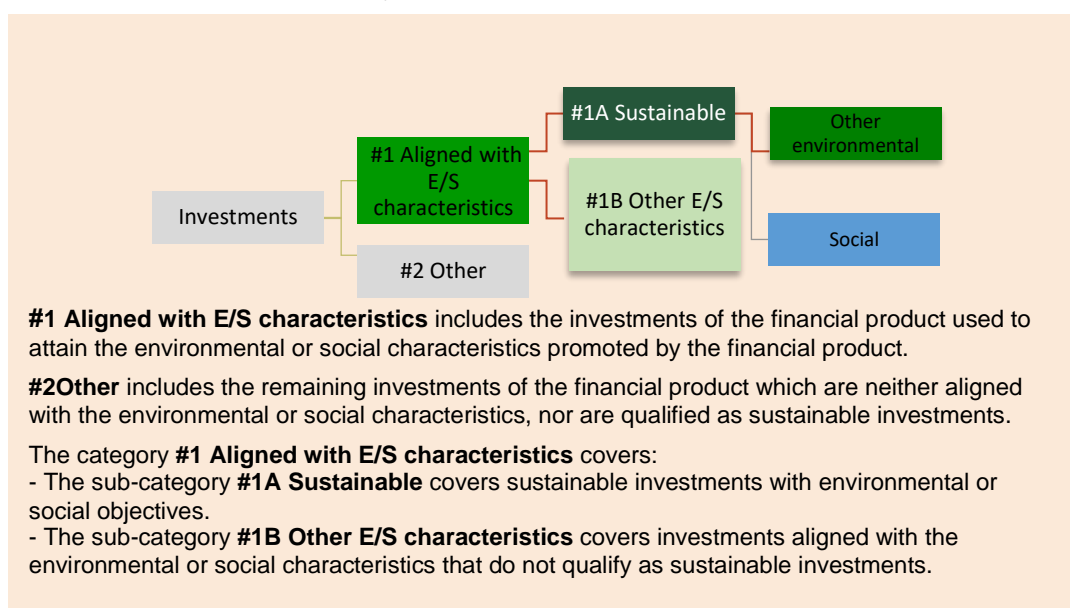 #1A Sustainable
Other
environmental
#1 Aligned with
E/S
characteristics
#1B Other E/S
characteristics
Investments
Social
#2 Other
#1 Aligned with E/S characteristics includes the investments of the financial product used to
attain the environmental or social characteristics promoted by the financial product.
#2Other includes the remaining investments of the financial product which are neither aligned
with the environmental or social characteristics, nor are qualified as sustainable investments.
The category #1 Aligned with E/S characteristics covers:
- The sub-category #1A Sustainable covers sustainable investments with environmental or
social objectives.
- The sub-category #1B Other E/S characteristics covers investments aligned with the
environmental or social characteristics that do not qualify as sustainable investments.